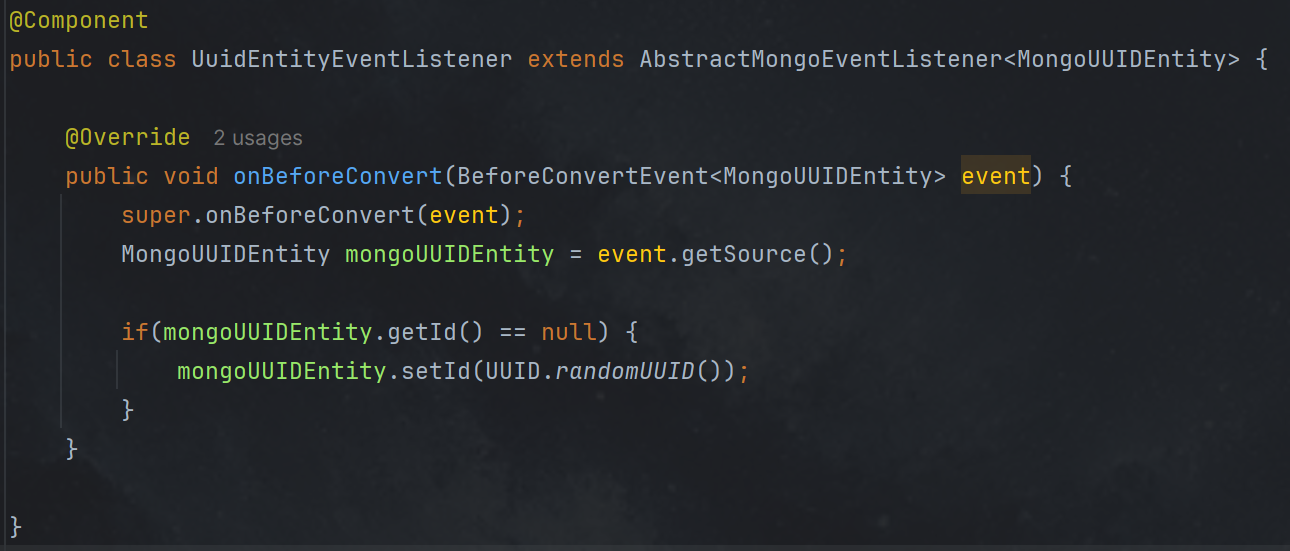 @Component
public class UuidEntityEventListener extends AbstractMongoEventListener<MongoUUIDEntity> {
@Override 2 usages
public void onBeforeConvert(BeforeConvertEvent<MongoUUIDEntity> event) {
super.onBeforeConvert(event);
MongoUUIDEntity mongoUUIDEntity = event.getSource();
if(mongoUUIDEntity.getId() == null) {
mongoUUIDEntity.setId(UUID.randomUUID());
}
}
}